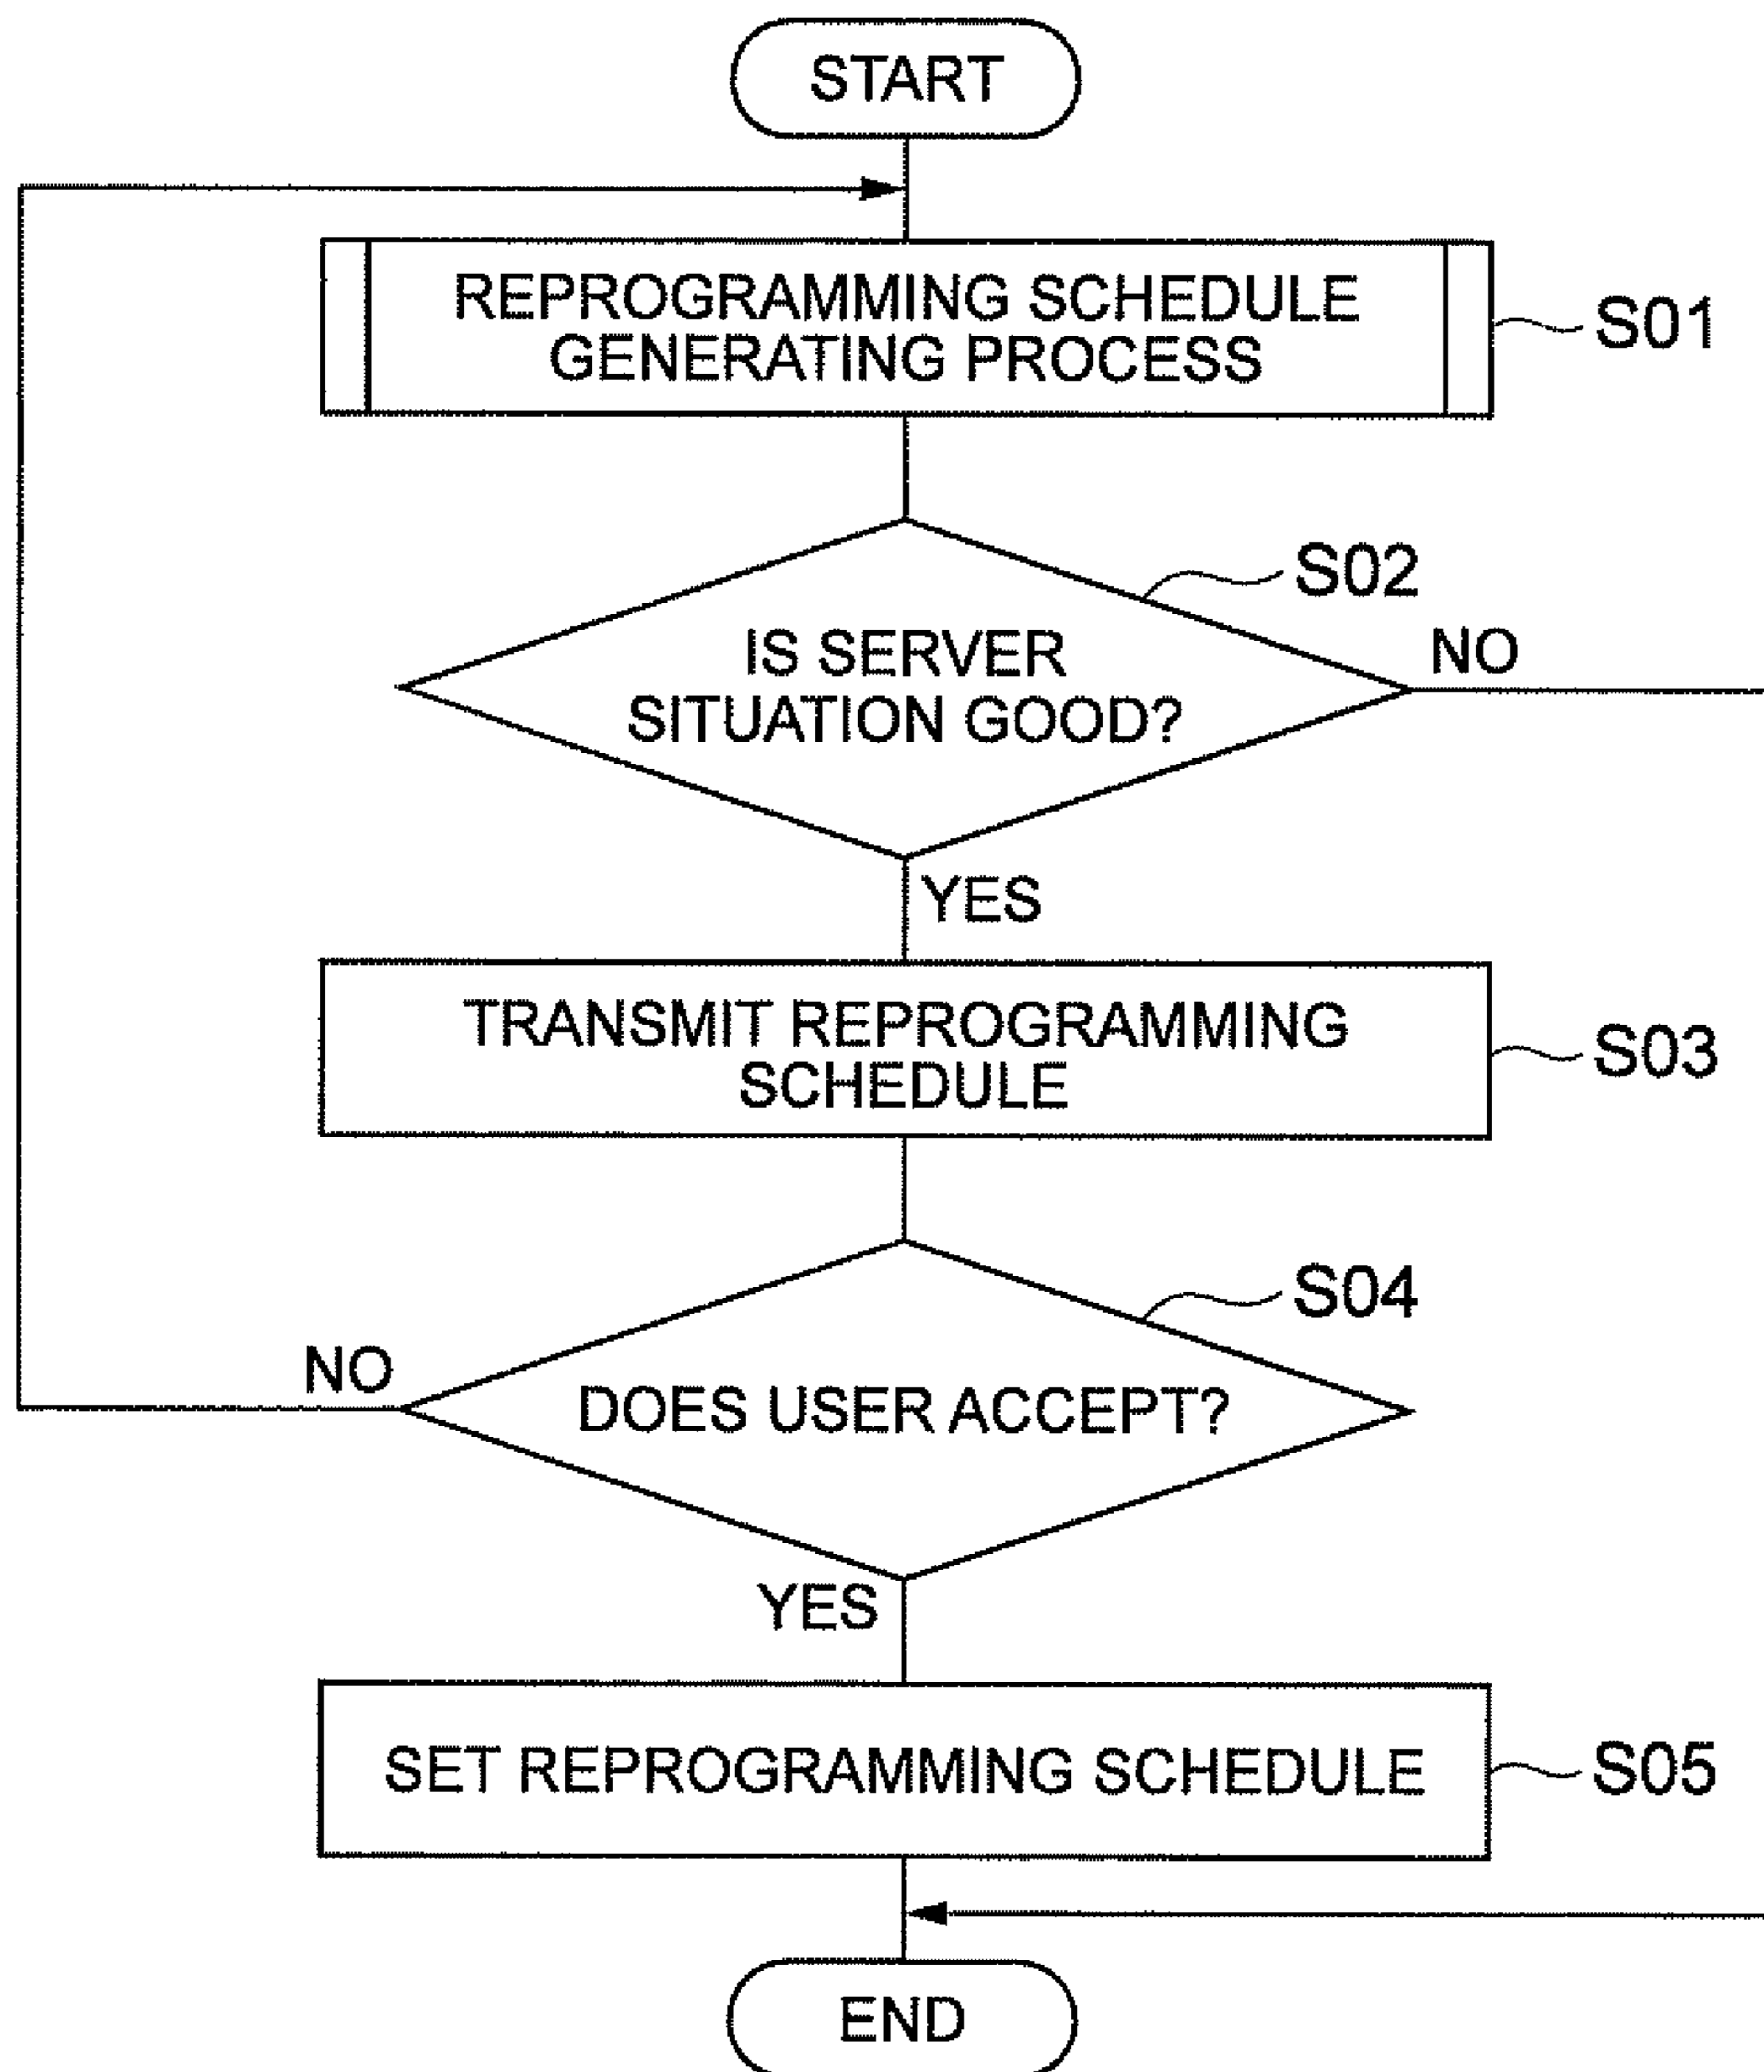 START
REPROGRAMMING SCHEDULE
GENERATING PROCESS
S01
S02
IS SERVER
SITUATION GOOD?
NO
YES
TRANSMIT REPROGRAMMING
SCHEDULE
S03
S04
NO
DOES USER ACCEPT?
YES
SET REPROGRAMMING SCHEDULE
S05
END